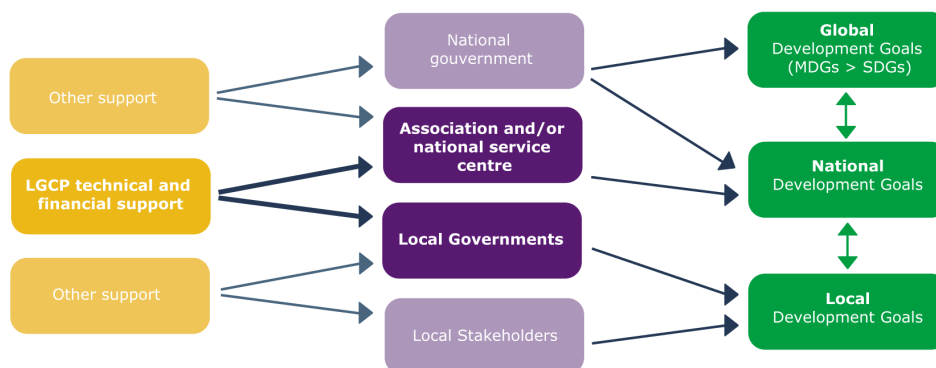 Other support
LGCP technical and
financial support
Other support
National
gouvernment
Association and/or
national service
centre
Local Governments
Local Stakeholders
Global
Development Goals
(MDGs > SDGs)
National
Development Goals
Local
Development Goals